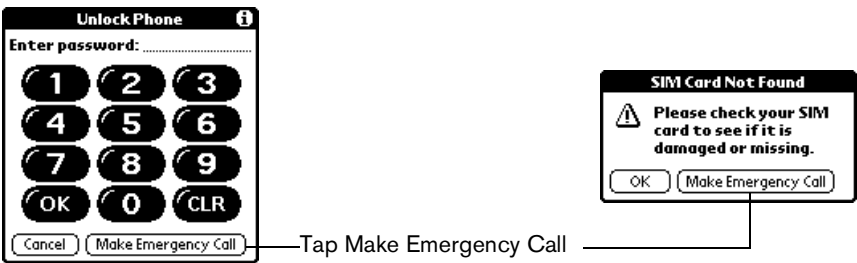 Unlock Phone i
Enter password:
1 2 3
4 5 6
7 8 9
OK 0 CLR
Cancel Make Emergency Call
Tap Make Emergency Call
SIM Card Not Found
Please check your SIM
card to see if it is
damaged or missing.
OK Make Emergency Call